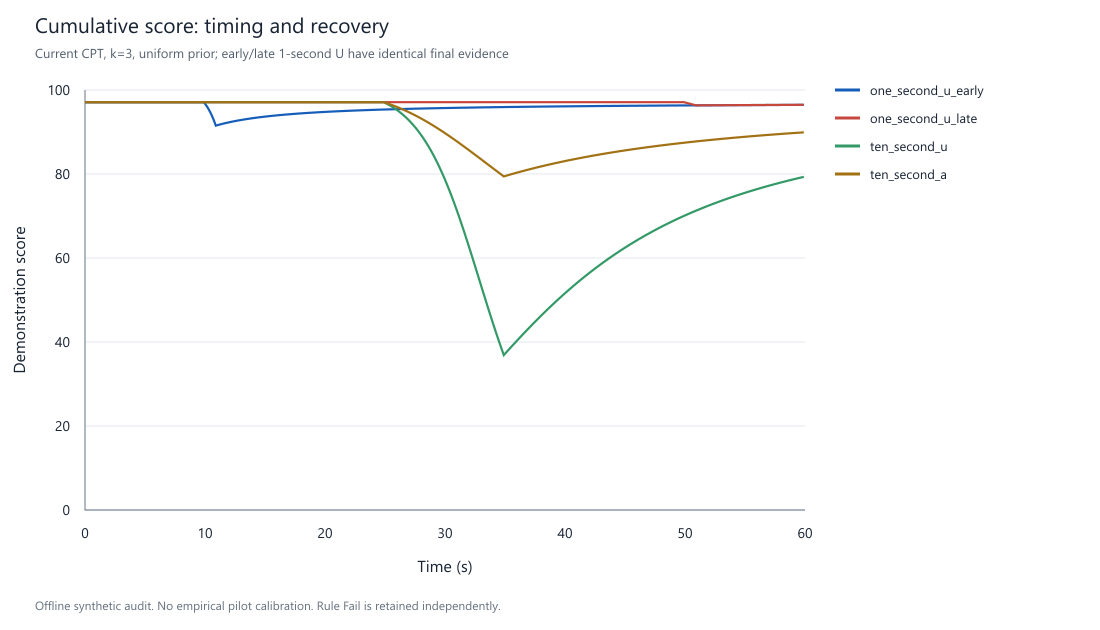 Cumulative score: timing and recovery
Current CPT, k=3, uniform prior; early/late 1-second U have identical final evidence
100
80
60
40
20
0
Demonstration score
0 10 20 30 40 50 60
Time (s)
one_second_u_early
one_second_u_late
ten_second_u
ten_second_a
Offline synthetic audit. No empirical pilot calibration. Rule Fail is retained independently.